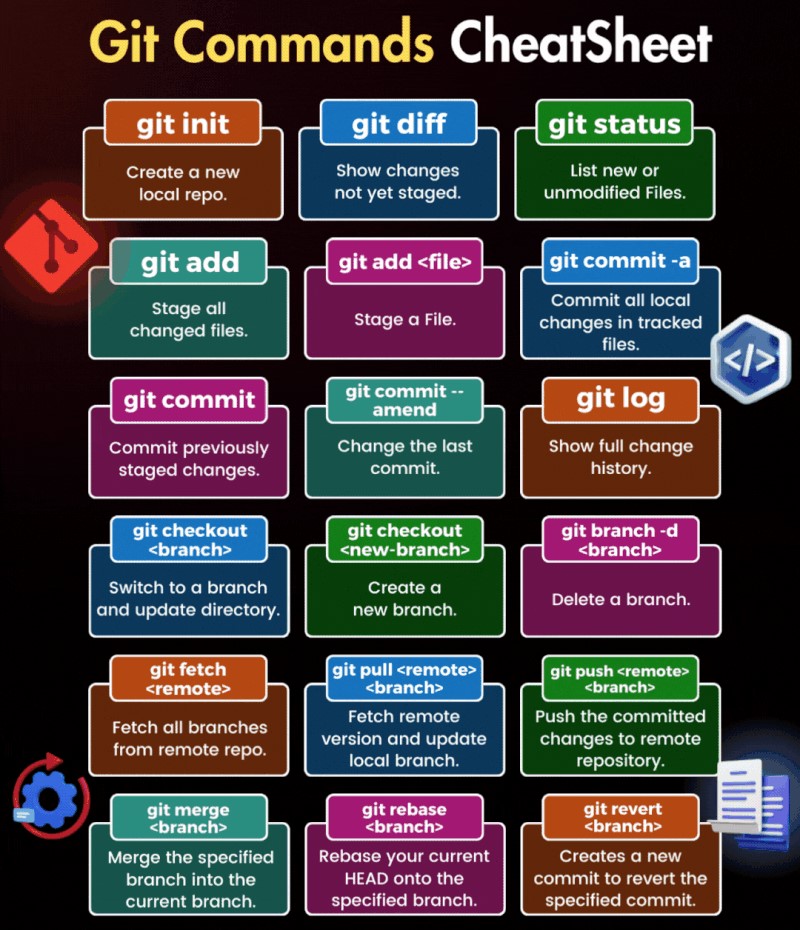 Git Commands CheatSheet
git init
Create a new
local repo.
git diff
Show changes
not yet staged.
git status
List new or
unmodified Files.
git add
Stage all
changed files.
git add <file>
Stage a File.
git commit -a
Commit all local
changes in tracked
files.
git commit
Commit previously
staged changes.
git commit --
amend
Change the last
commit.
git log
Show full change
history.
git checkout
<branch>
Switch to a branch
and update directory.
git checkout
<new-branch>
Create a
new branch.
git branch -d
<branch>
Delete a branch.
git fetch
<remote>
Fetch all branches
from remote repo.
git pull <remote>
<branch>
Fetch remote
version and update
local branch.
git push <remote>
<branch>
Push the committed
changes to remote
repository.
git merge
<branch>
Merge the specified
branch into the
current branch.
git rebase
<branch>
Rebase your current
HEAD onto the
specified branch.
git revert
<branch>
Creates a new
commit to revert the
specified commit.